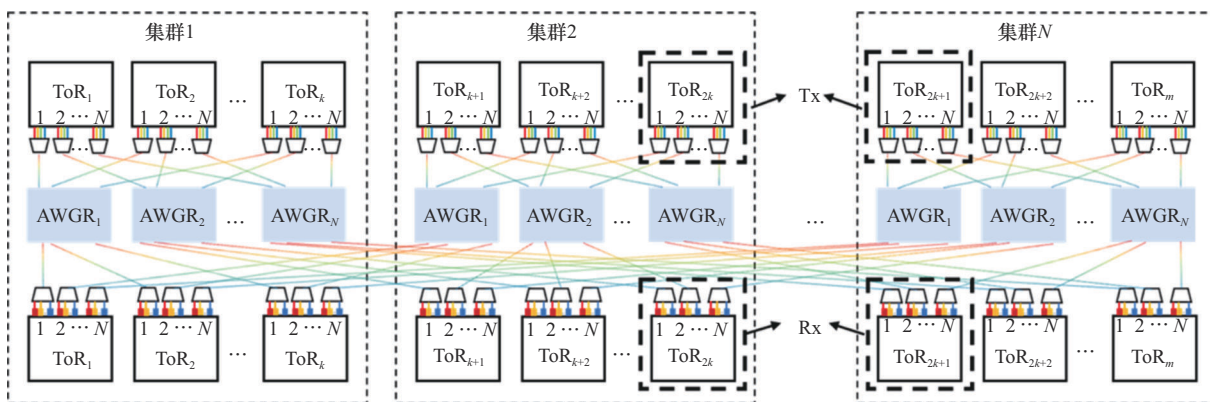 集群1 集群2 集群N
ToR₁ ToR₂ … ToRₖ ToRₖ₊₁ ToRₖ₊₂ … ToR₂ₖ Tx ToR₂ₖ₊₁ ToR₂ₖ₊₂ … ToRₘ
1 2 … N 1 2 … N 1 2 … N 1 2 … N 1 2 … N 1 2 … N 1 2 … N 1 2 … N 1 2 … N
… … … … … … … … …
AWGR₁ AWGR₂ … AWGR_N AWGR₁ AWGR₂ … AWGR_N … AWGR₁ AWGR₂ … AWGR_N
1 2 … N 1 2 … N 1 2 … N 1 2 … N 1 2 … N 1 2 … N Rx 1 2 … N 1 2 … N 1 2 … N
ToR₁ ToR₂ … ToRₖ ToRₖ₊₁ ToRₖ₊₂ … ToR₂ₖ ToR₂ₖ₊₁ ToR₂ₖ₊₂ … ToRₘ